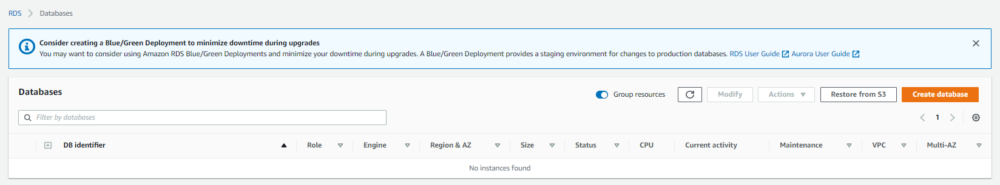 RDS > Databases
Consider creating a Blue/Green Deployment to minimize downtime during upgrades
You may want to consider using Amazon RDS Blue/Green Deployments and minimize your downtime during upgrades. A Blue/Green Deployment provides a staging environment for changes to production databases. RDS User Guide Aurora User Guide
Databases Group resources Modify Actions Restore from S3 Create database
Filter by databases 1
DB identifier Role Engine Region & AZ Size Status CPU Current activity Maintenance VPC Multi-AZ
No instances found